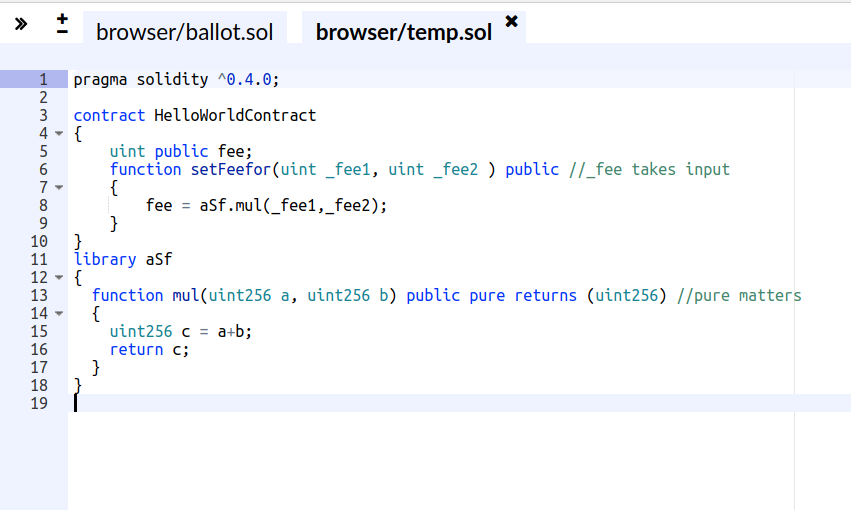 browser/ballot.sol browser/temp.sol
1 pragma solidity ^0.4.0;
2
3 contract HelloWorldContract
4 {
5 uint public fee;
6 function setFeefor(uint _fee1, uint _fee2 ) public //_fee takes input
7 {
8 fee = aSf.mul(_fee1,_fee2);
9 }
10 }
11 library aSf
12 {
13 function mul(uint256 a, uint256 b) public pure returns (uint256) //pure matters
14 {
15 uint256 c = a+b;
16 return c;
17 }
18 }
19